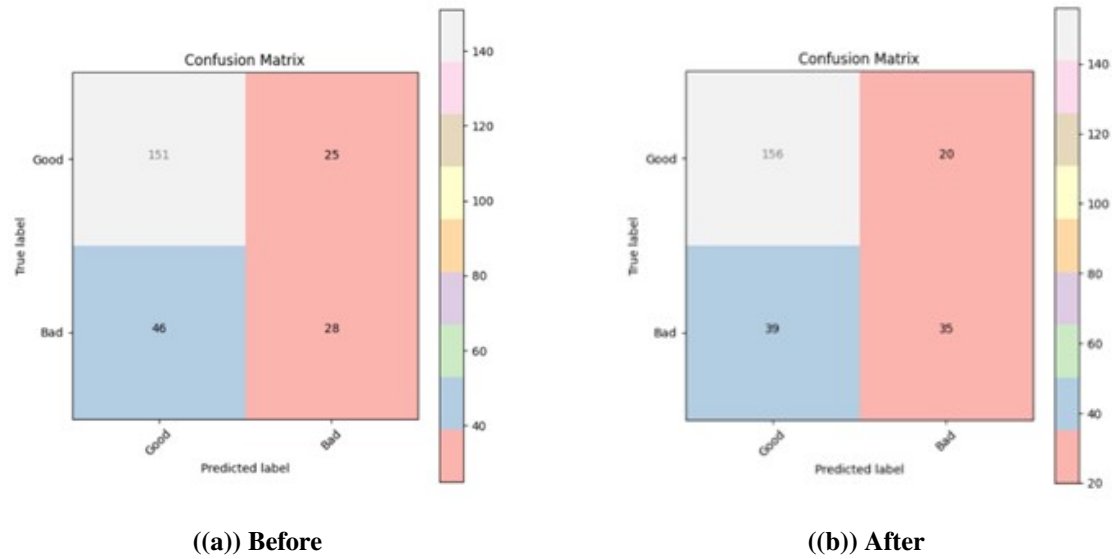 Confusion Matrix
140
120
100
80
60
40
Good
Bad
True label
151
25
46
28
Good
Bad
Predicted label
((a)) Before
Confusion Matrix
140
120
100
80
60
40
20
Good
Bad
True label
156
20
39
35
Good
Bad
Predicted label
((b)) After